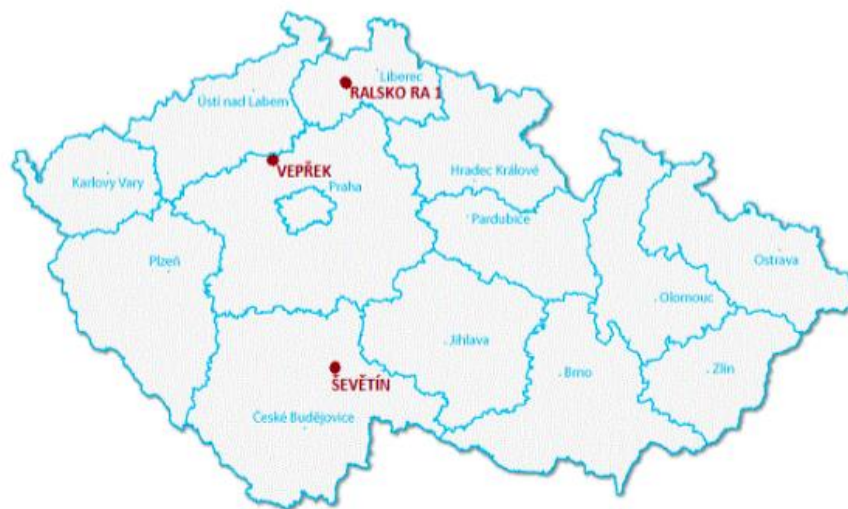 Liberec
RALSKO RA 1
Ústí nad Labem
VEPŘEK
Hradec Králové
Karlovy Vary
Praha
Pardubice
Plzeň
Ostrava
Olomouc
Jihlava
Zlín
Brno
ŠEVĚTÍN
České Budějovice